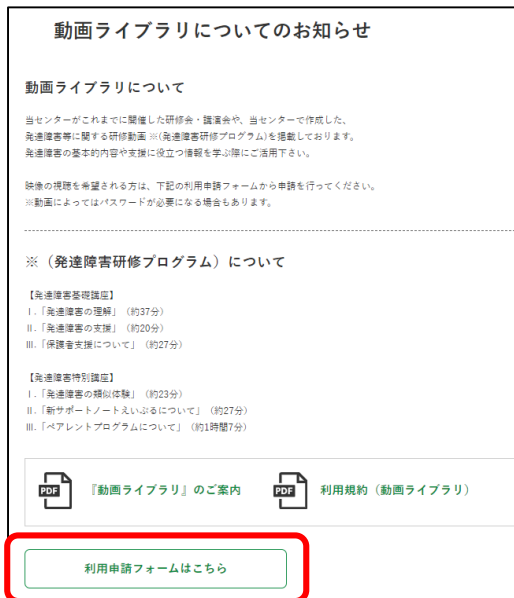 動画ライブラリについてのお知らせ
動画ライブラリについて
当センターがこれまでに開催した研修会・講演会や、当センターで作成した、
発達障害等に関する研修動画 ※(発達障害研修プログラム)を掲載しております。
発達障害の基本的内容や支援に役立つ情報を学ぶ際にご活用下さい。
映像の視聴を希望される方は、下記の利用申請フォームから申請を行ってください。
※動画によってはパスワードが必要になる場合もあります。
※（発達障害研修プログラム）について
【発達障害基礎講座】
Ⅰ.「発達障害の理解」（約37分）
Ⅱ.「発達障害の支援」（約20分）
Ⅲ.「保護者支援について」（約27分）
【発達障害特別講座】
Ⅰ.「発達障害の類似体験」（約23分）
Ⅱ.「新サポートノートえいぶるについて」（約27分）
Ⅲ.「ペアレントプログラムについて」（約1時間7分）
PDF 『動画ライブラリ』のご案内 PDF 利用規約（動画ライブラリ）
利用申請フォームはこちら